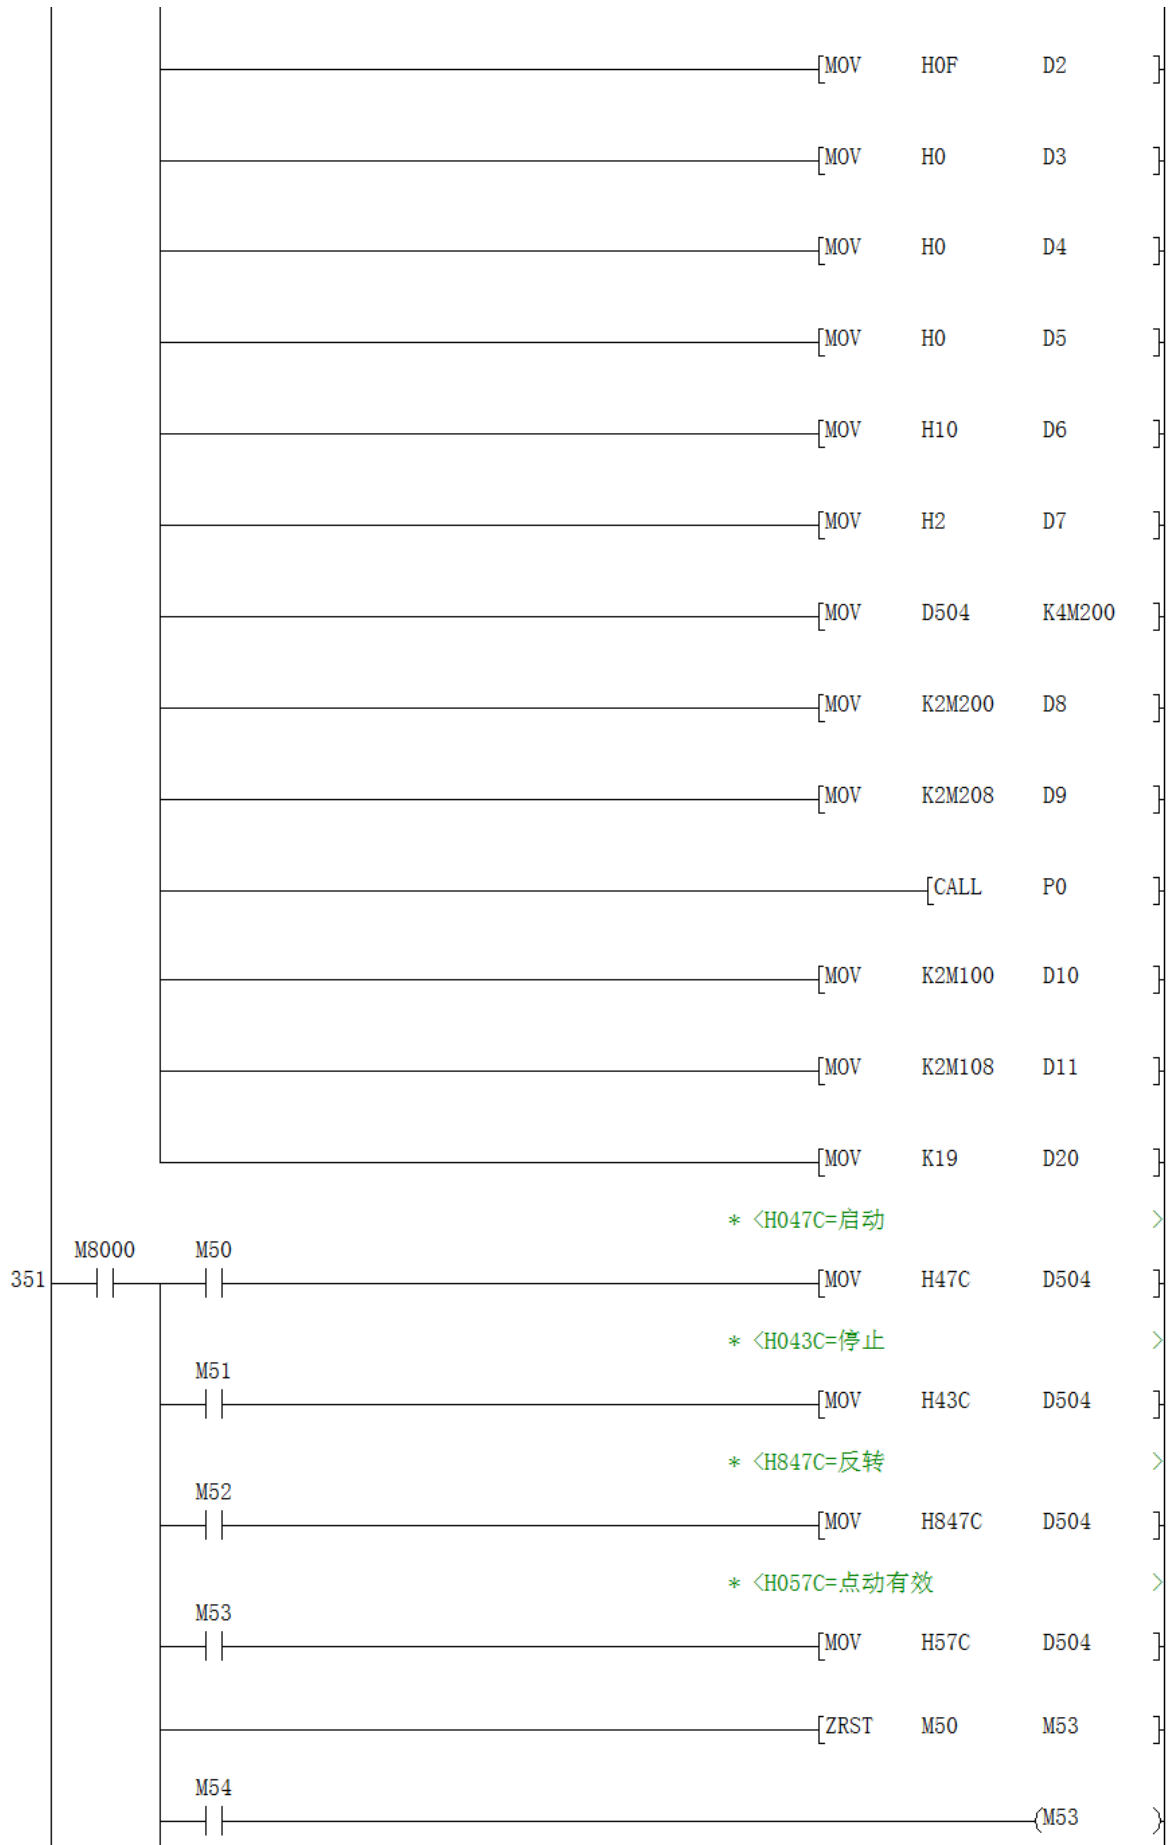 [MOV H0F D2 ]
[MOV H0 D3 ]
[MOV H0 D4 ]
[MOV H0 D5 ]
[MOV H10 D6 ]
[MOV H2 D7 ]
[MOV D504 K4M200 ]
[MOV K2M200 D8 ]
[MOV K2M208 D9 ]
[CALL P0 ]
[MOV K2M100 D10 ]
[MOV K2M108 D11 ]
[MOV K19 D20 ]
* <H047C=启动 >
M8000 M50
351 [MOV H47C D504 ]
* <H043C=停止 >
M51
[MOV H43C D504 ]
* <H847C=反转 >
M52
[MOV H847C D504 ]
* <H057C=点动有效 >
M53
[MOV H57C D504 ]
[ZRST M50 M53 ]
M54
(M53 )